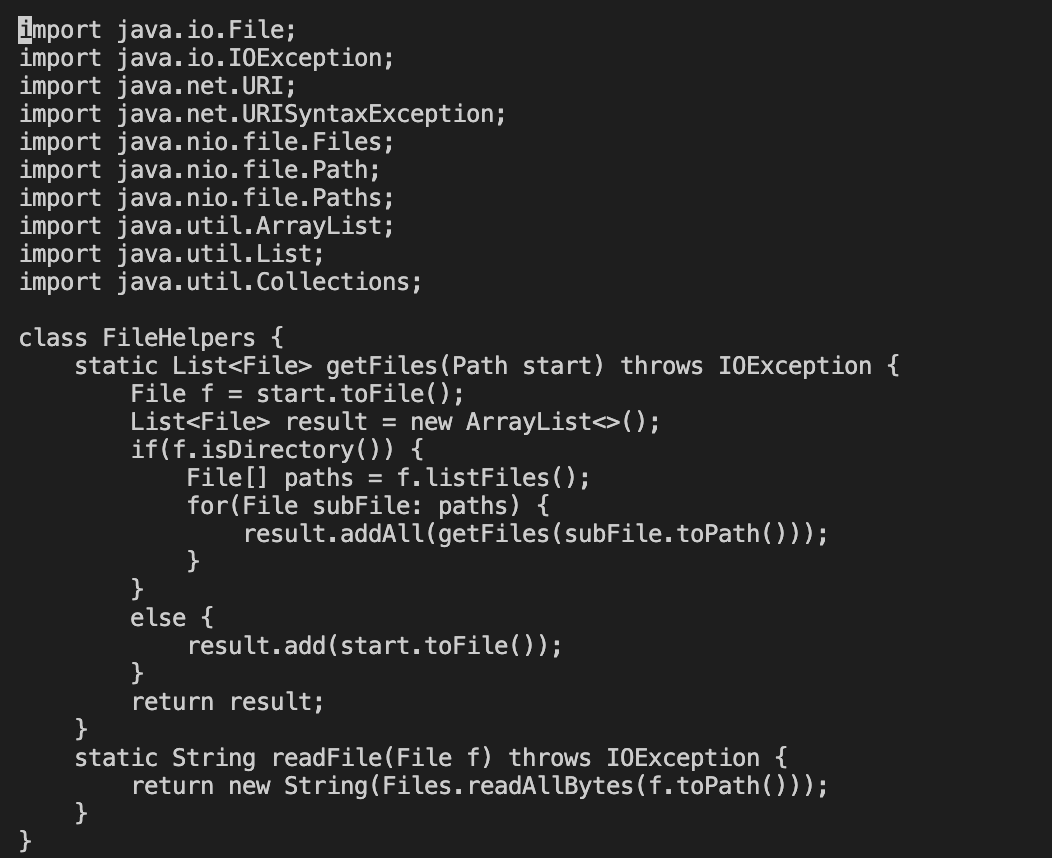 import java.io.File;
import java.io.IOException;
import java.net.URI;
import java.net.URISyntaxException;
import java.nio.file.Files;
import java.nio.file.Path;
import java.nio.file.Paths;
import java.util.ArrayList;
import java.util.List;
import java.util.Collections;

class FileHelpers {
    static List<File> getFiles(Path start) throws IOException {
        File f = start.toFile();
        List<File> result = new ArrayList<>();
        if(f.isDirectory()) {
            File[] paths = f.listFiles();
            for(File subFile: paths) {
                result.addAll(getFiles(subFile.toPath()));
            }
        }
        else {
            result.add(start.toFile());
        }
        return result;
    }
    static String readFile(File f) throws IOException {
        return new String(Files.readAllBytes(f.toPath()));
    }
}